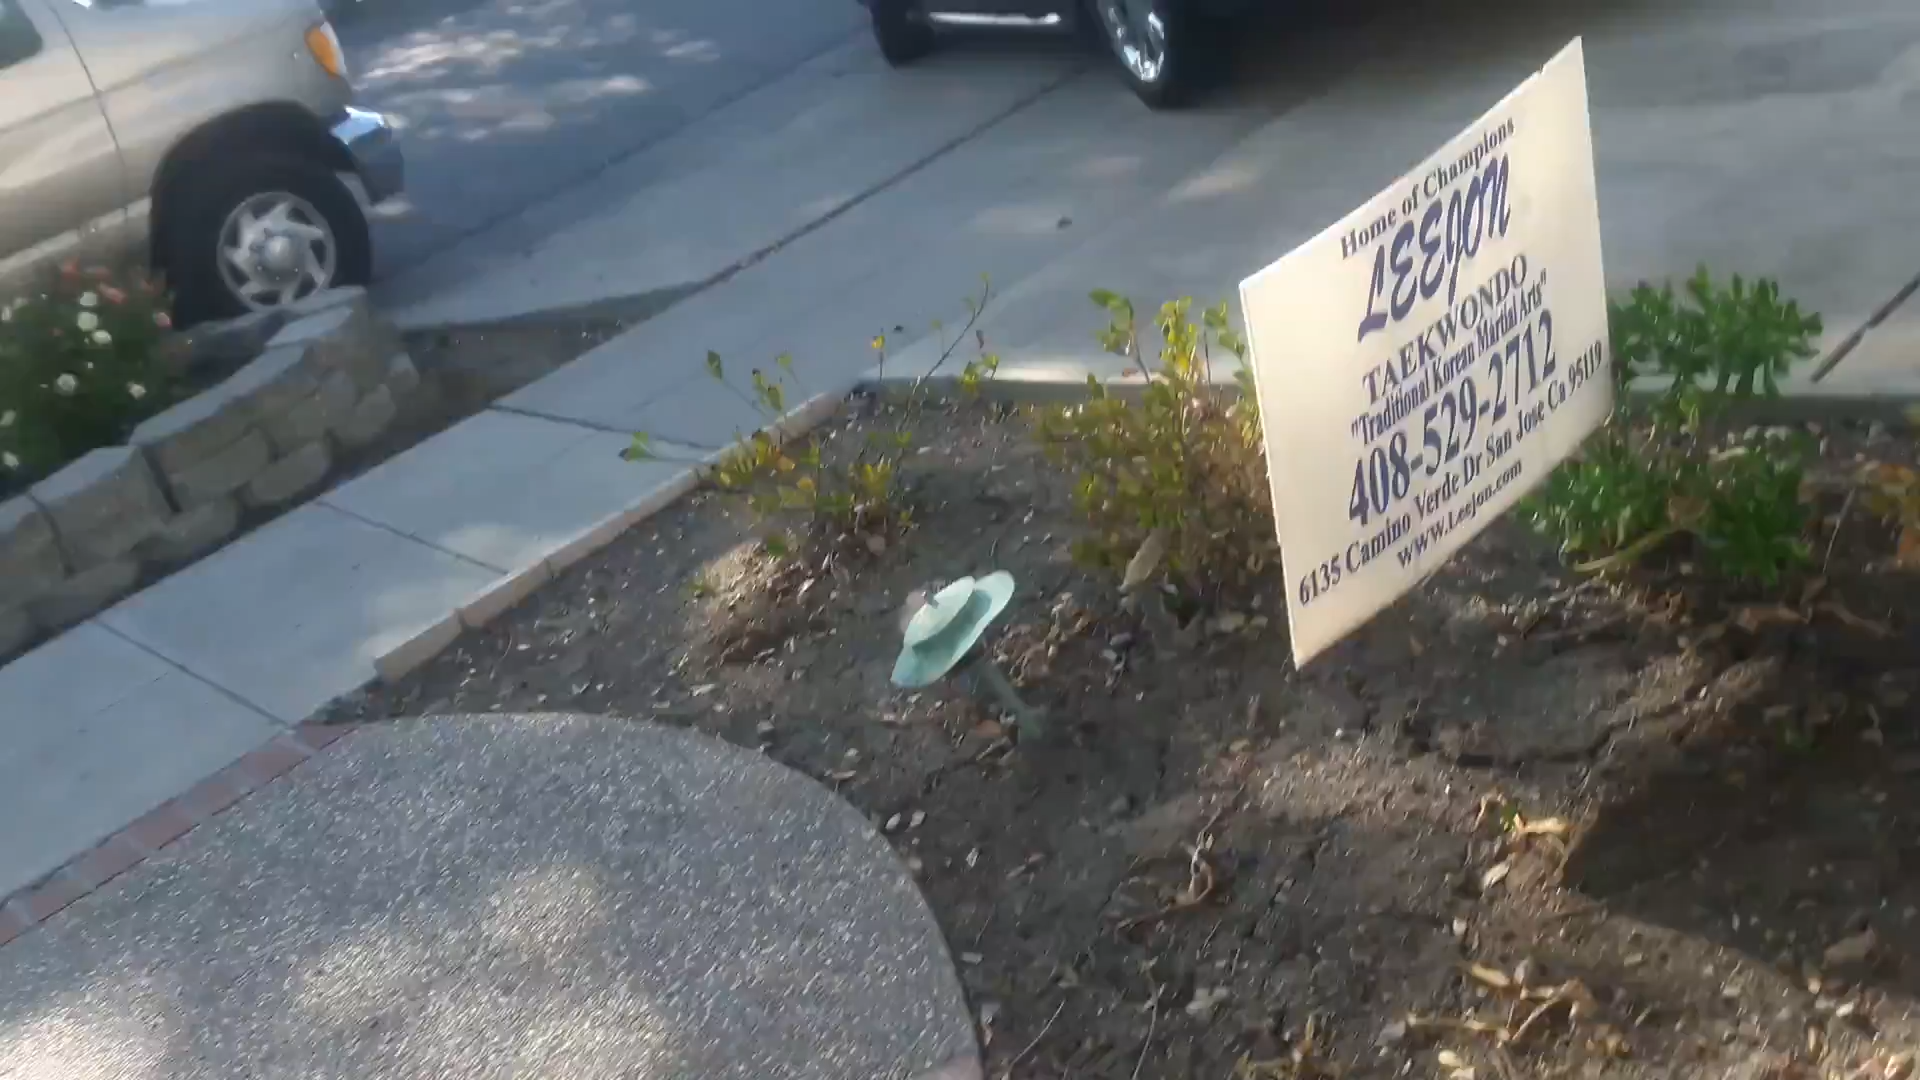 Home of Champions
LEEJON
TAEKWONDO
"Traditional Korean Martial Arts"
408-529-2712
6135 Camino Verde Dr San Jose Ca 95119
www.Leejon.com